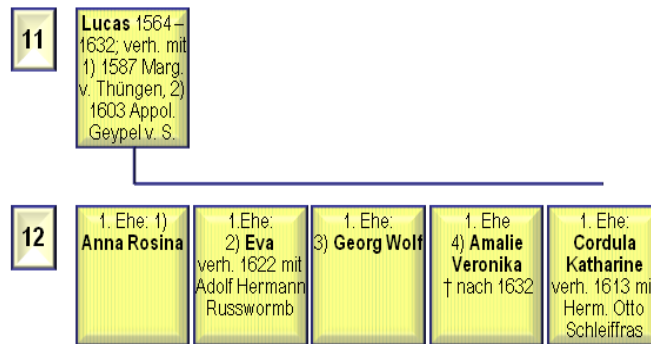 11
Lucas 1564 –
1632; verh. mit
1) 1587 Marg.
v. Thüngen, 2)
1603 Appol.
Geypel v. S.
12
1. Ehe: 1)
Anna Rosina
1.Ehe:
2) Eva
verh. 1622 mit
Adolf Hermann
Russwormb
1. Ehe:
3) Georg Wolf
1. Ehe
4) Amalie
Veronika
† nach 1632
1. Ehe:
Cordula
Katharine
verh. 1613 mi
Herm. Otto
Schleiffras